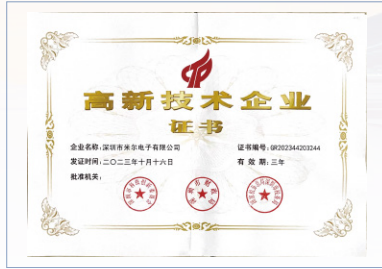 高新技术企业
证书
企业名称:深圳市米尔电子有限公司
证书编号:GR202344203244
发证时间:二〇二三年十月十六日
有 效 期:三年
批准机关: